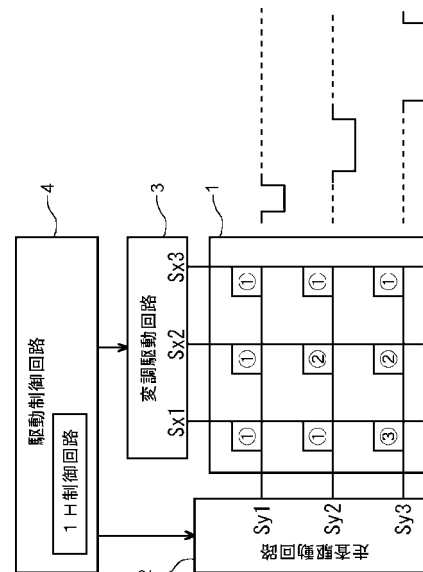 4
駆動制御回路
1H制御回路
3
変調駆動回路
Sx1 Sx2 Sx3
1
2
走査駆動回路
Sy1 ① ① ①
Sy2 ① ② ①
Sy3 ③ ② ①